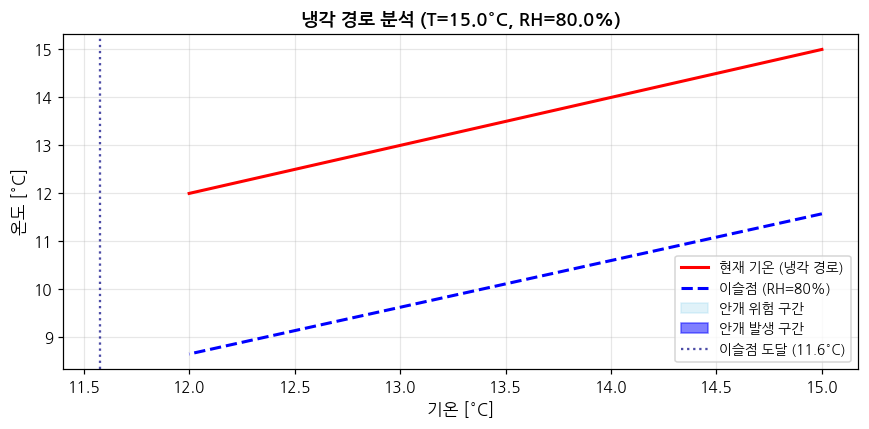 냉각 경로 분석 (T=15.0°C, RH=80.0%)
온도 [°C]
15
14
13
12
11
10
9
현재 기온 (냉각 경로)
이슬점 (RH=80%)
안개 위험 구간
안개 발생 구간
이슬점 도달 (11.6°C)
11.5 12.0 12.5 13.0 13.5 14.0 14.5 15.0
기온 [°C]